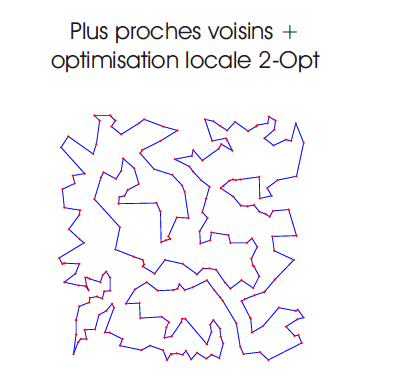 Plus proches voisins +
optimisation locale 2-Opt